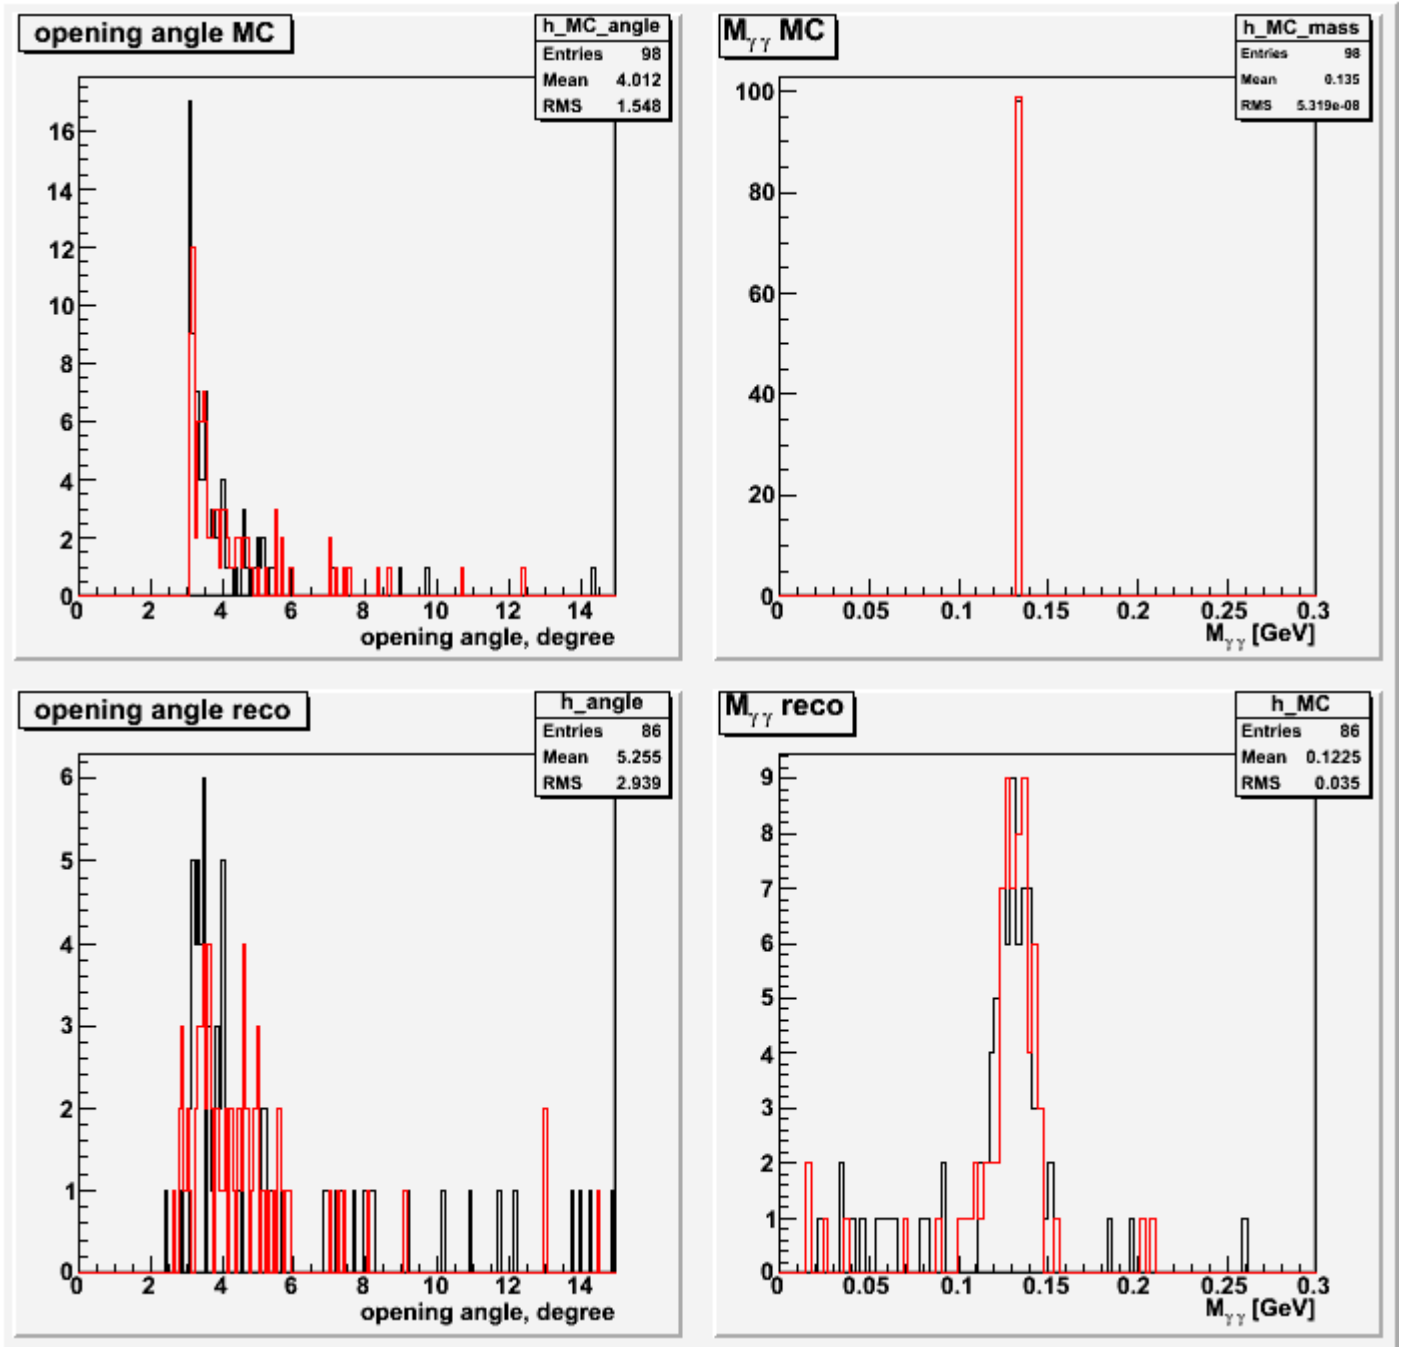 opening angle MC
h_MC_angle
Entries 98
Mean 4.012
RMS 1.548
16
14
12
10
8
6
4
2
0
0 2 4 6 8 10 12 14
opening angle, degree
Mγγ MC
h_MC_mass
Entries 98
Mean 0.135
RMS 5.319e-08
100
80
60
40
20
0
0 0.05 0.1 0.15 0.2 0.25 0.3
Mγγ [GeV]
opening angle reco
h_angle
Entries 86
Mean 5.255
RMS 2.939
6
5
4
3
2
1
0
0 2 4 6 8 10 12 14
opening angle, degree
Mγγ reco
h_MC
Entries 86
Mean 0.1225
RMS 0.035
9
8
7
6
5
4
3
2
1
0
0 0.05 0.1 0.15 0.2 0.25 0.3
Mγγ [GeV]